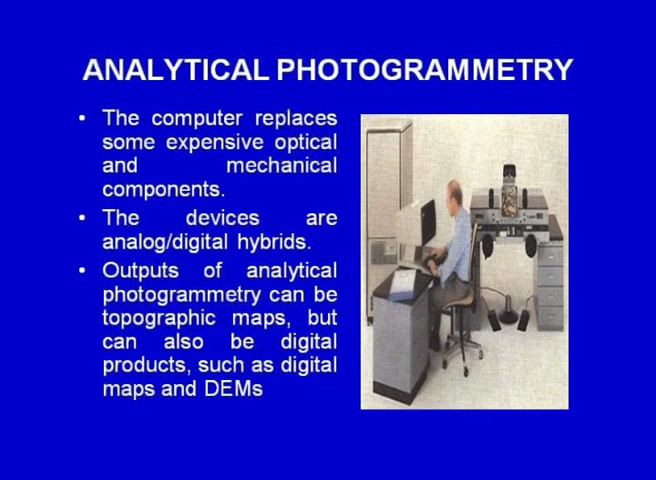 ANALYTICAL PHOTOGRAMMETRY
• The computer replaces
some expensive optical
and mechanical
components.
• The devices are
analog/digital hybrids.
• Outputs of analytical
photogrammetry can be
topographic maps, but
can also be digital
products, such as digital
maps and DEMs